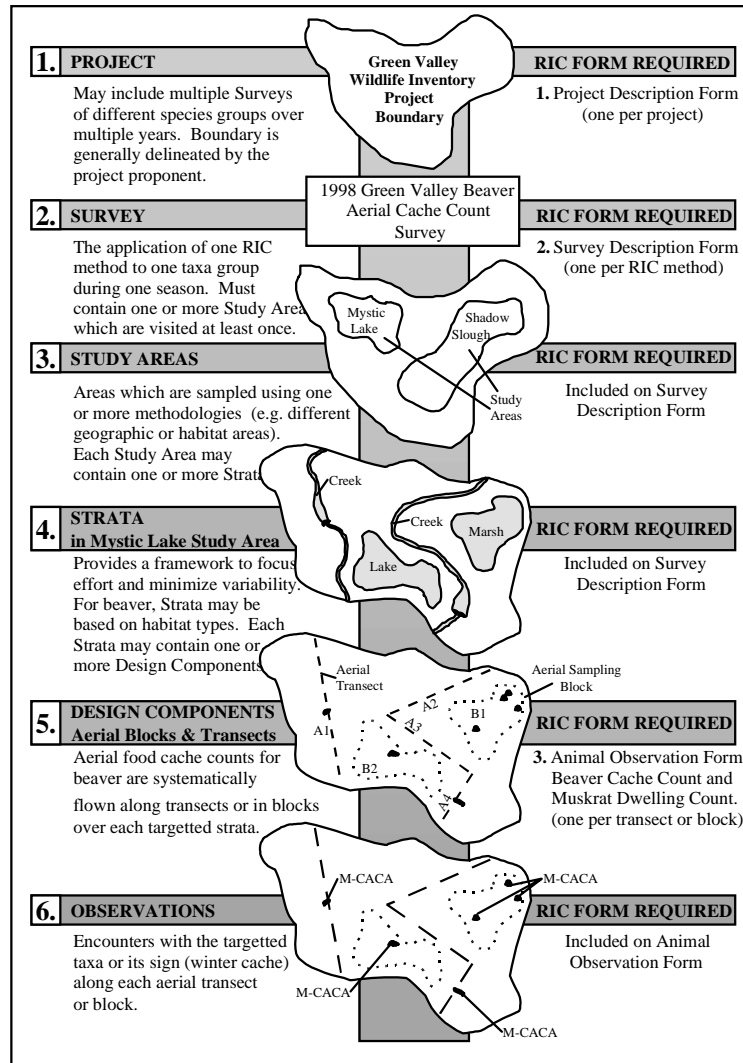 1. PROJECT
May include multiple Surveys
of different species groups over
multiple years. Boundary is
generally delineated by the
project proponent.
Green Valley
Wildlife Inventory
Project
Boundary
RIC FORM REQUIRED
1. Project Description Form
(one per project)
1998 Green Valley Beaver
Aerial Cache Count
Survey
2. SURVEY
The application of one RIC
method to one taxa group
during one season. Must
contain one or more Study Area
which are visited at least once.
RIC FORM REQUIRED
2. Survey Description Form
(one per RIC method)
Mystic
Lake
Shadow
Slough
Study
Areas
3. STUDY AREAS
Areas which are sampled using one
or more methodologies (e.g. different
geographic or habitat areas).
Each Study Area may
contain one or more Strata
RIC FORM REQUIRED
Included on Survey
Description Form
Creek
Creek
Marsh
Lake
4. STRATA
in Mystic Lake Study Area
Provides a framework to focus
effort and minimize variability.
For beaver, Strata may be
based on habitat types. Each
Strata may contain one or
more Design Components
RIC FORM REQUIRED
Included on Survey
Description Form
Aerial
Transect
Aerial Sampling
Block
A1
A2
A3
A4
B1
B2
5. DESIGN COMPONENTS
Aerial Blocks & Transects
Aerial food cache counts for
beaver are systematically
flown along transects or in blocks
over each targetted strata.
RIC FORM REQUIRED
3. Animal Observation Form
Beaver Cache Count and
Muskrat Dwelling Count.
(one per transect or block)
M-CACA
M-CACA
M-CACA
M-CACA
6. OBSERVATIONS
Encounters with the targetted
taxa or its sign (winter cache)
along each aerial transect
or block.
RIC FORM REQUIRED
Included on Animal
Observation Form